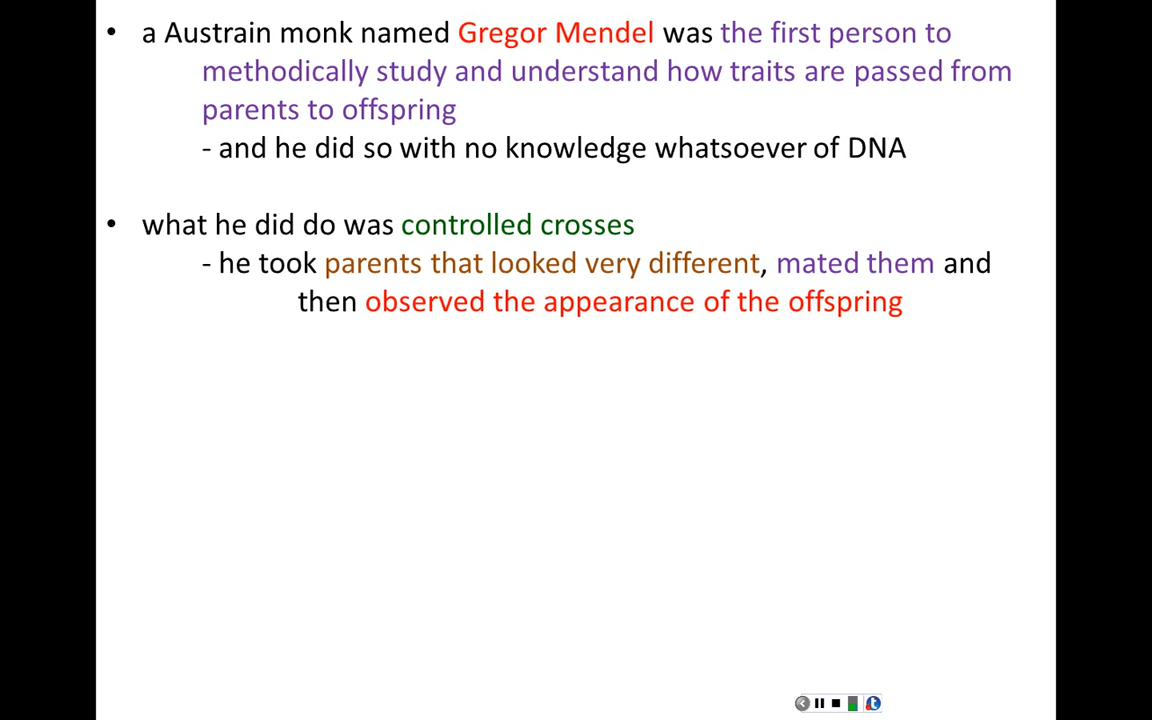 • a Austrain monk named Gregor Mendel was the first person to
methodically study and understand how traits are passed from
parents to offspring
- and he did so with no knowledge whatsoever of DNA
• what he did do was controlled crosses
- he took parents that looked very different, mated them and
then observed the appearance of the offspring